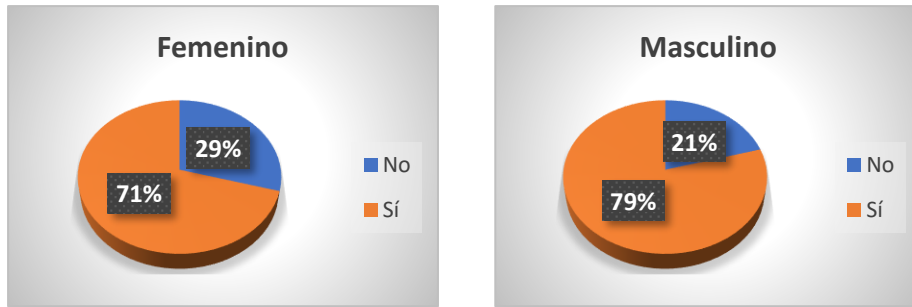 Femenino
29%
71%
No
Sí
Masculino
21%
79%
No
Sí